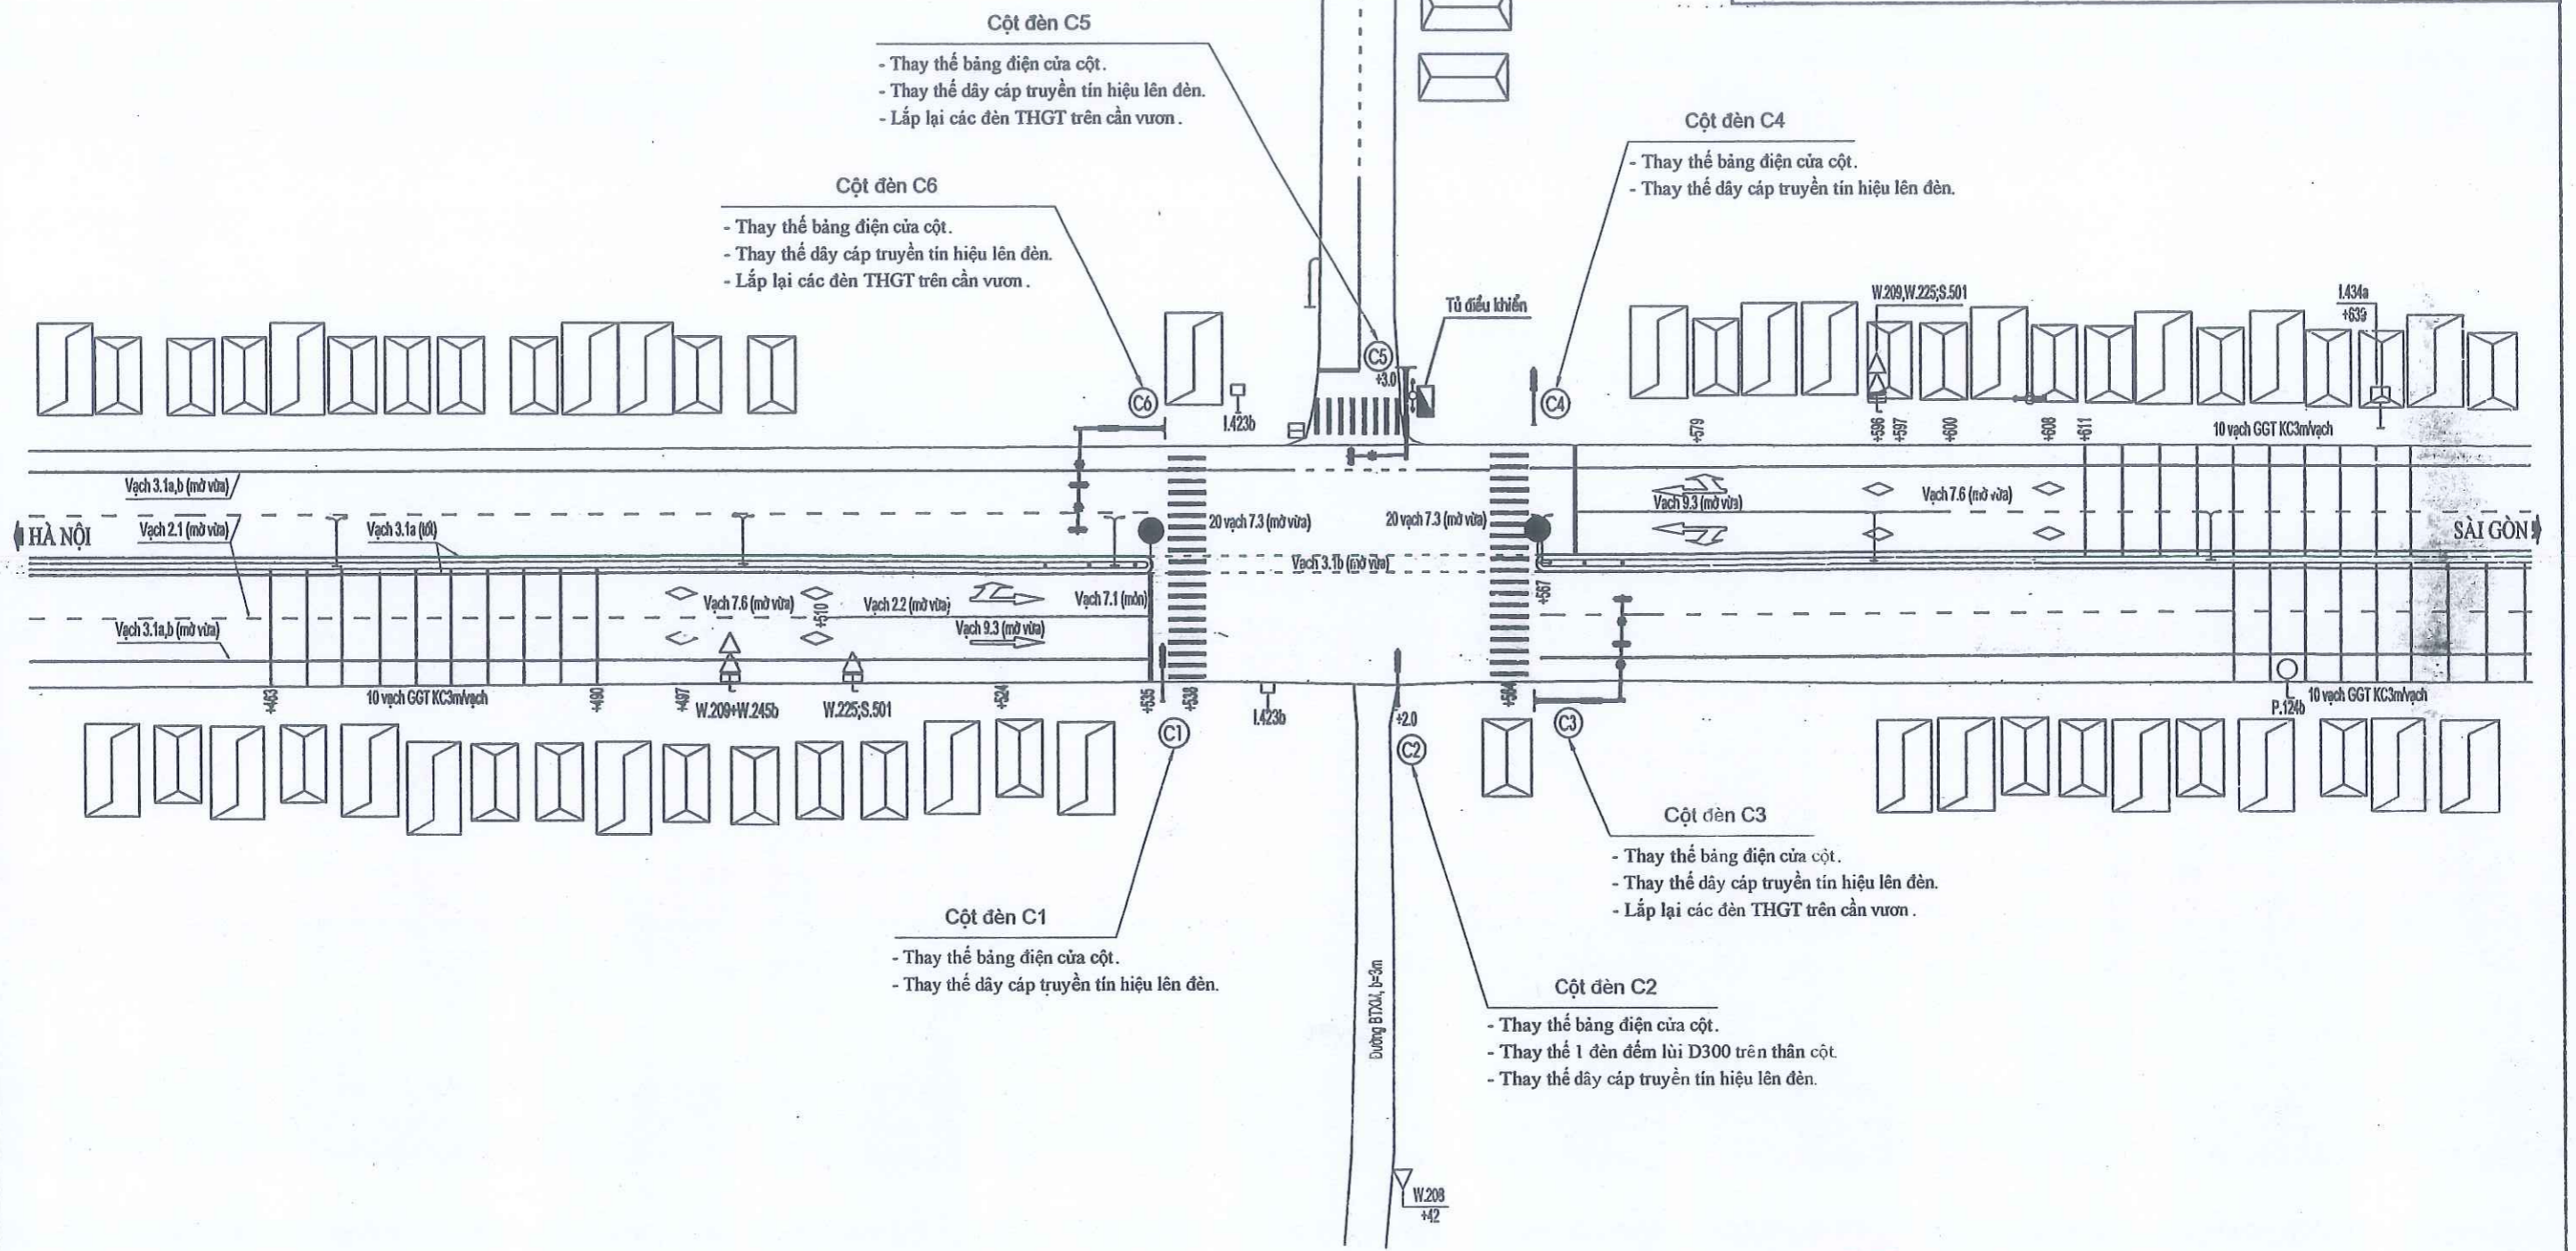 Cột đèn C5
- Thay thế bảng điện cửa cột.
- Thay thế dây cáp truyền tín hiệu lên đèn.
- Lắp lại các đèn THGT trên cần vươn .
Cột đèn C4
- Thay thế bảng điện cửa cột.
- Thay thế dây cáp truyền tín hiệu lên đèn.
Cột đèn C6
- Thay thế bảng điện cửa cột.
- Thay thế dây cáp truyền tín hiệu lên đèn.
- Lắp lại các đèn THGT trên cần vươn .
Tủ điều khiển
W.209,W.225;S.501
I.434a
+639
C5
+3.0
C6
I.423b
C4
+579
+596
+597
+600
+608
+611
10 vạch GGT KC3m/vạch
Vạch 3.1a,b (mờ vừa)
Vạch 9.3 (mờ vừa)
Vạch 7.6 (mờ vừa)
HÀ NỘI
Vạch 2.1 (mờ vừa)
Vạch 3.1a (tốt)
20 vạch 7.3 (mờ vừa)
20 vạch 7.3 (mờ vừa)
SÀI GÒN
Vạch 3.1b (mờ vừa)
+567
Vạch 7.6 (mờ vừa)
+510
Vạch 2.2 (mờ vừa)
Vạch 7.1 (mòn)
Vạch 3.1a,b (mờ vừa)
Vạch 9.3 (mờ vừa)
+463
10 vạch GGT KC3m/vạch
+490
+497
W.209+W.245b
W.225;S.501
+524
+535
+538
I.423b
+2.0
+564
P.124b
10 vạch GGT KC3m/vạch
C1
C2
C3
Cột đèn C3
- Thay thế bảng điện cửa cột.
- Thay thế dây cáp truyền tín hiệu lên đèn.
- Lắp lại các đèn THGT trên cần vươn .
Cột đèn C1
- Thay thế bảng điện cửa cột.
- Thay thế dây cáp truyền tín hiệu lên đèn.
Đường BTXM, b=3m
Cột đèn C2
- Thay thế bảng điện cửa cột.
- Thay thế 1 đèn đếm lùi D300 trên thân cột.
- Thay thế dây cáp truyền tín hiệu lên đèn.
W.208
+42